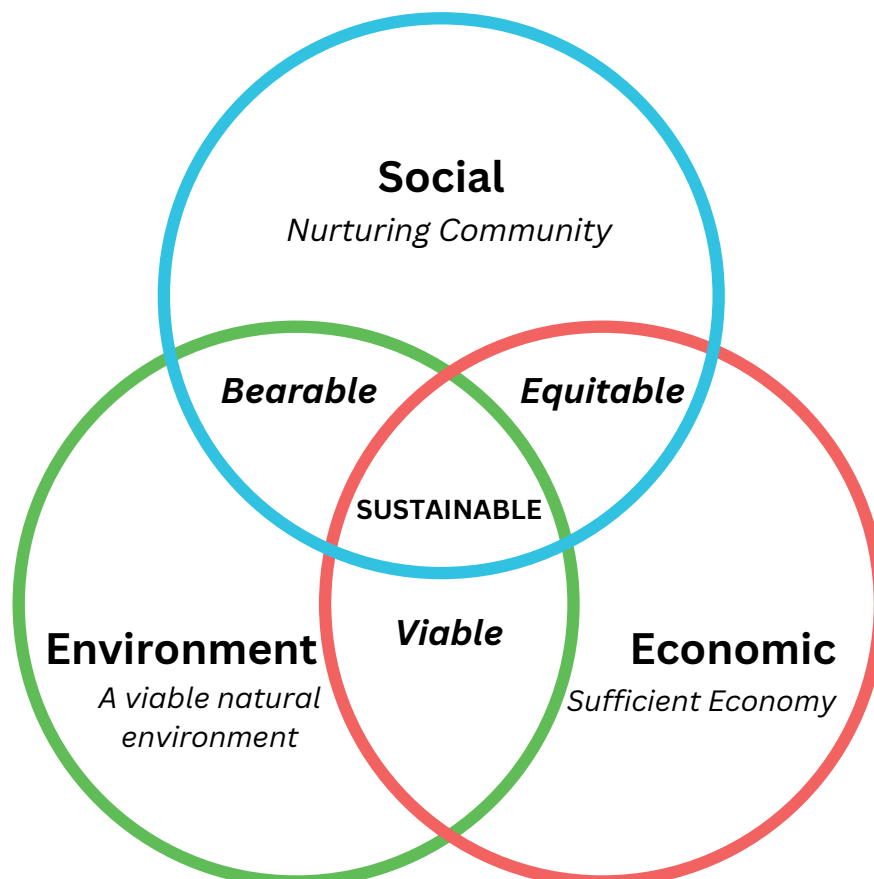 Social
Nurturing Community
Bearable
Equitable
SUSTAINABLE
Viable
Environment
A viable natural
environment
Economic
Sufficient Economy